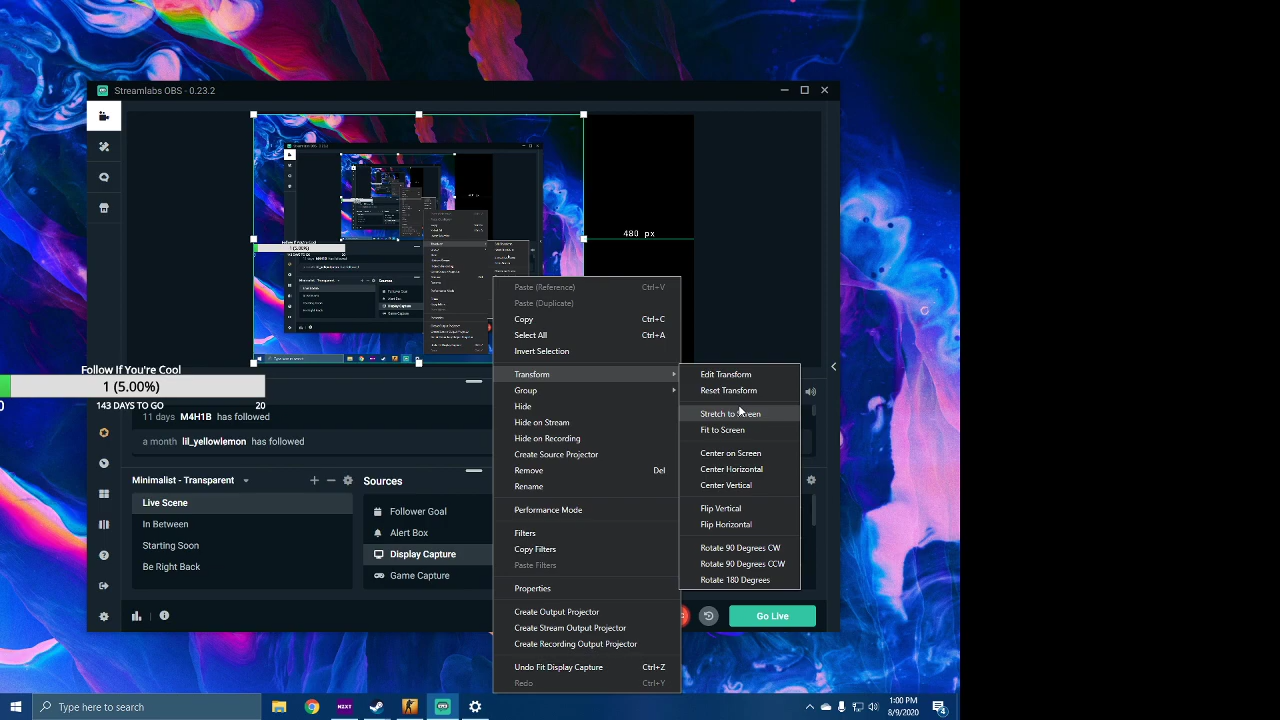 Streamlabs OBS - 0.23.2
480 px
Follow If You're Cool
1 (5.00%)
0
143 DAYS TO GO
20
11 days M4H1B has followed
a month lil_yellowlemon has followed
Minimalist - Transparent
Live Scene
In Between
Starting Soon
Be Right Back
Sources
Follower Goal
Alert Box
Display Capture
Game Capture
Paste (Reference) Ctrl+V
Paste (Duplicate)
Copy Ctrl+C
Select All Ctrl+A
Invert Selection
Transform
Group
Hide
Hide on Stream
Hide on Recording
Create Source Projector
Remove Del
Rename
Performance Mode
Filters
Copy Filters
Paste Filters
Properties
Create Output Projector
Create Stream Output Projector
Create Recording Output Projector
Undo Fit Display Capture Ctrl+Z
Redo Ctrl+Y
Edit Transform
Reset Transform
Stretch to Screen
Fit to Screen
Center on Screen
Center Horizontal
Center Vertical
Flip Vertical
Flip Horizontal
Rotate 90 Degrees CW
Rotate 90 Degrees CCW
Rotate 180 Degrees
Go Live
Type here to search
1:00 PM
8/9/2020
4